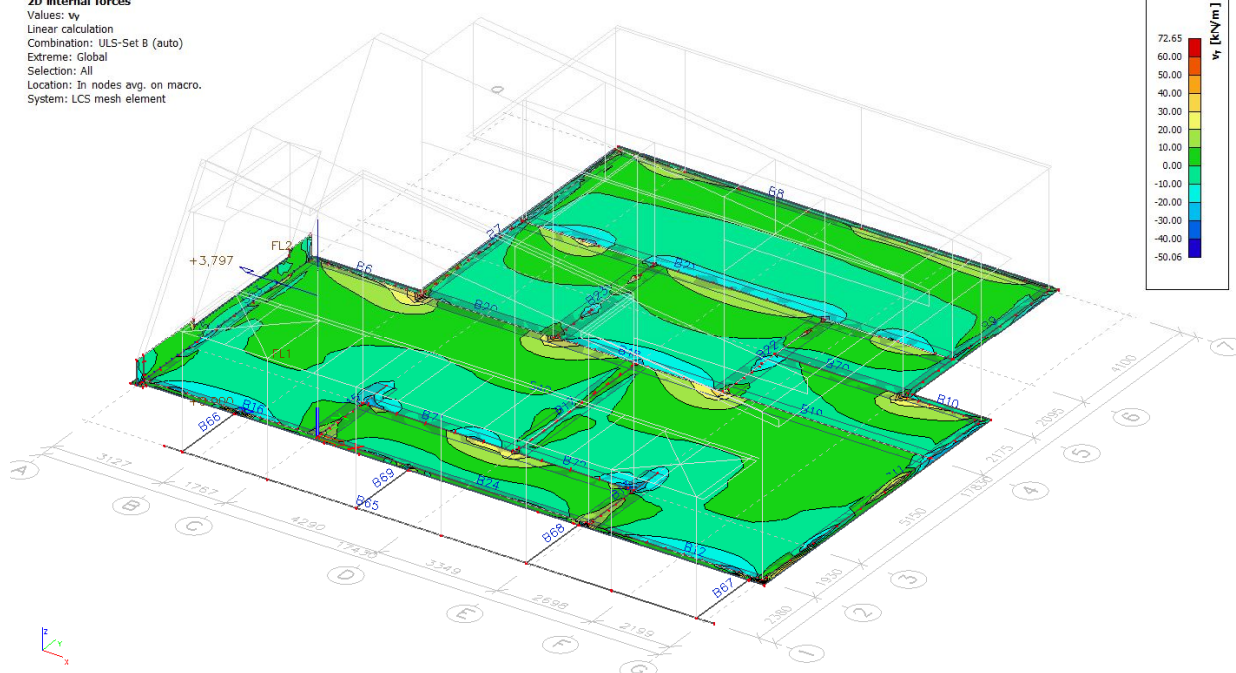 2D internal forces
Values: vy
Linear calculation
Combination: ULS-Set B (auto)
Extreme: Global
Selection: All
Location: In nodes avg. on macro.
System: LCS mesh element
vy [kN/m]
72.65
60.00
50.00
40.00
30.00
20.00
10.00
0.00
-10.00
-20.00
-30.00
-40.00
-50.06
B8
FL2
+3,797
B6
B20
B10
FL1
B16
B66
B69
B65
B24
B68
B12
B67
A
B
C
D
E
F
G
3127
1767
4290
17430
3349
2698
2199
2380
1930
5150
17830
2175
2095
4100
1
2
3
4
5
6
7
z
y
x